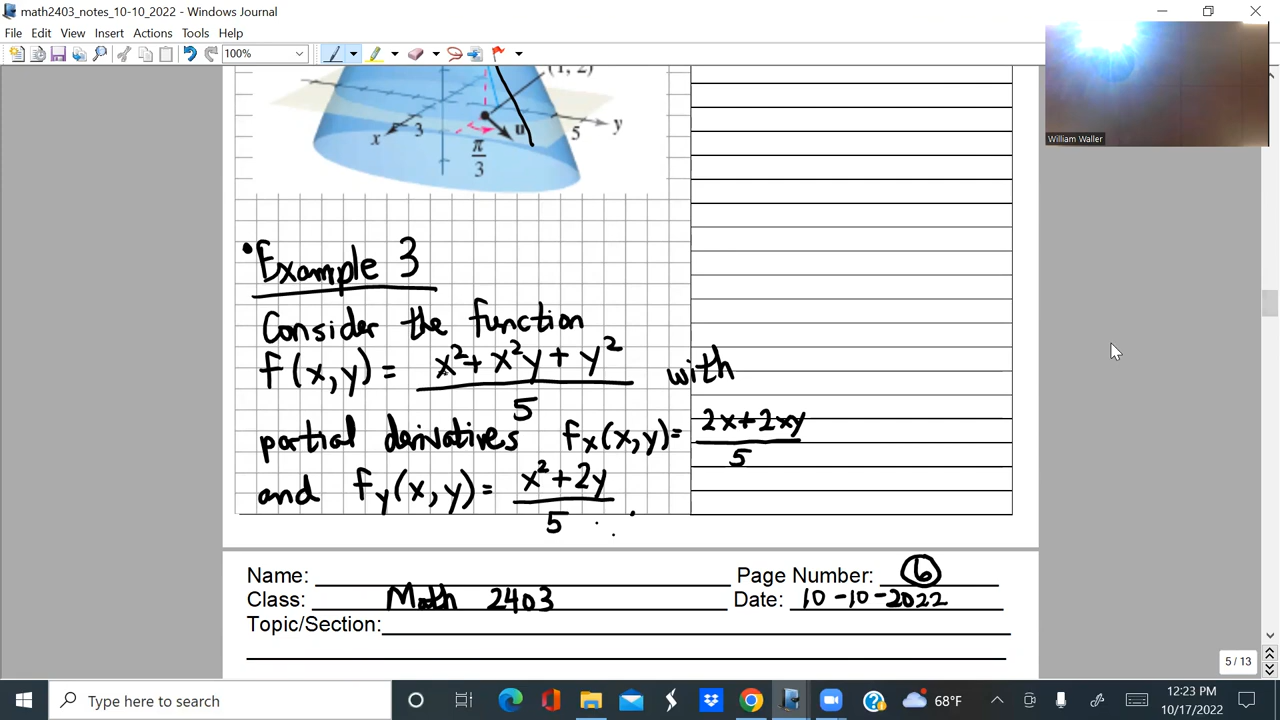 math2403_notes_10-10_2022 - Windows Journal
File Edit View Insert Actions Tools Help
100%
William Waller
(1, 2)
x 3 u 5 y
π/3
• Example 3
Consider the function
f(x,y) = (x²+x²y+y²)/5 with
partial derivatives fₓ(x,y)= (2x+2xy)/5
and f_y(x,y)= (x²+2y)/5 .
Name: Page Number: 6
Class: Math 2403 Date: 10-10-2022
Topic/Section:
5 / 13
Type here to search
68°F
12:23 PM
10/17/2022